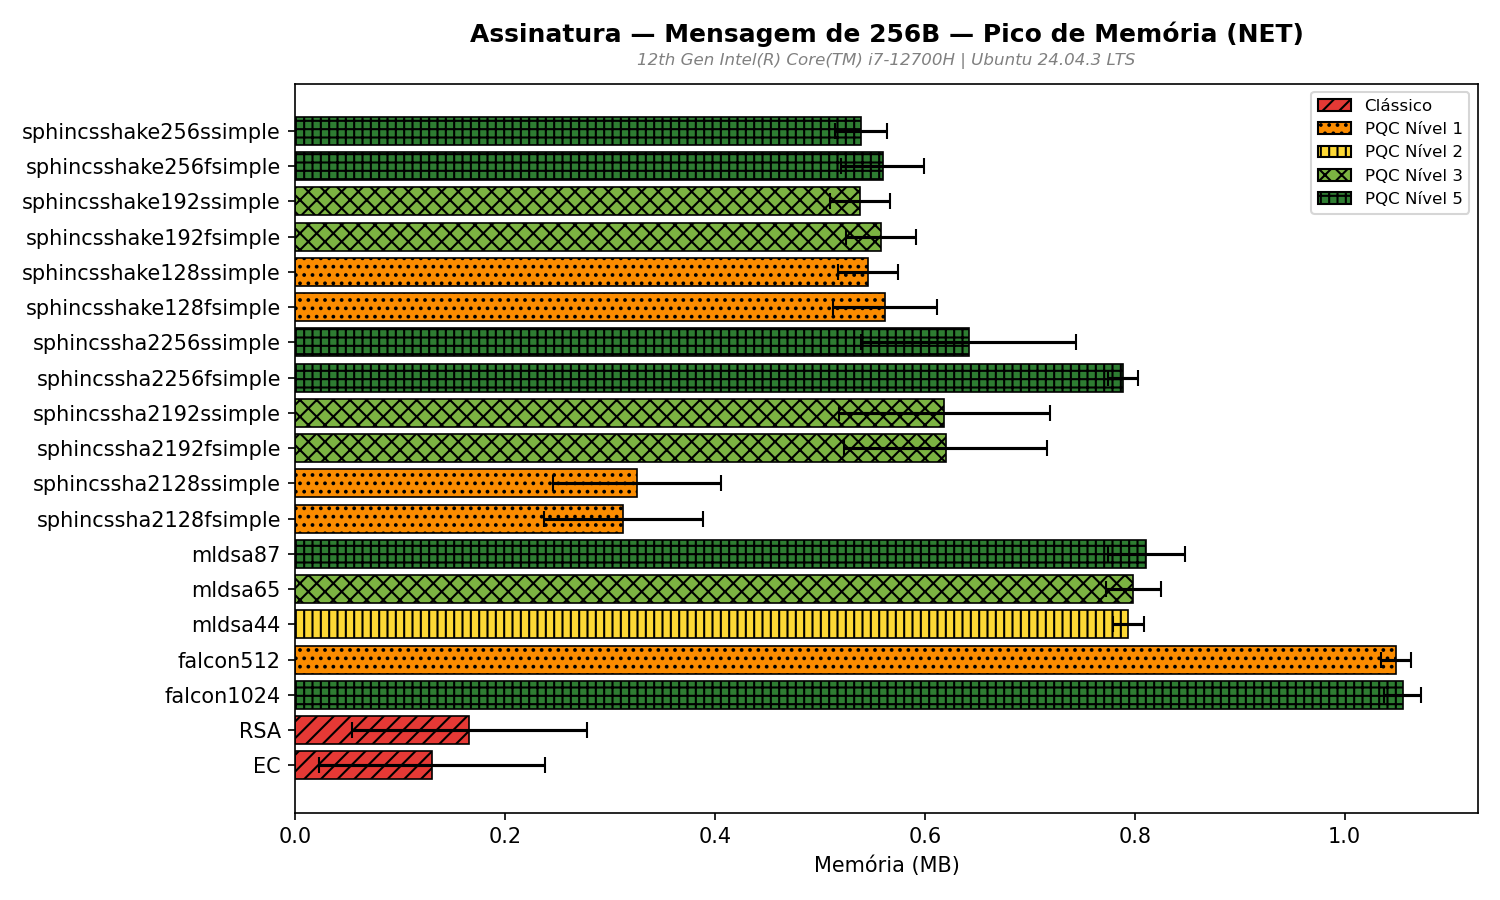 Assinatura — Mensagem de 256B — Pico de Memória (NET)
12th Gen Intel(R) Core(TM) i7-12700H | Ubuntu 24.04.3 LTS
Clássico
PQC Nível 1
PQC Nível 2
PQC Nível 3
PQC Nível 5
sphincsshake256ssimple
sphincsshake256fsimple
sphincsshake192ssimple
sphincsshake192fsimple
sphincsshake128ssimple
sphincsshake128fsimple
sphincssha2256ssimple
sphincssha2256fsimple
sphincssha2192ssimple
sphincssha2192fsimple
sphincssha2128ssimple
sphincssha2128fsimple
mldsa87
mldsa65
mldsa44
falcon512
falcon1024
RSA
EC
0.0 0.2 0.4 0.6 0.8 1.0
Memória (MB)